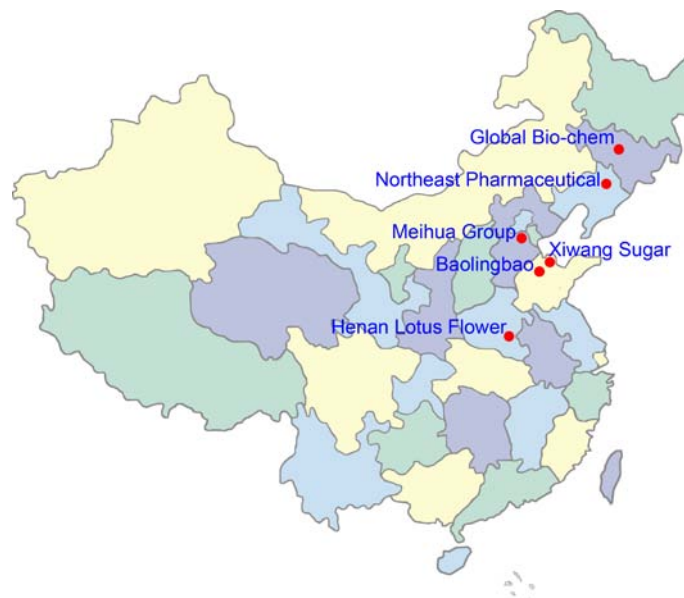 Global Bio-chem
Northeast Pharmaceutical
Meihua Group
Xiwang Sugar
Baolingbao
Henan Lotus Flower